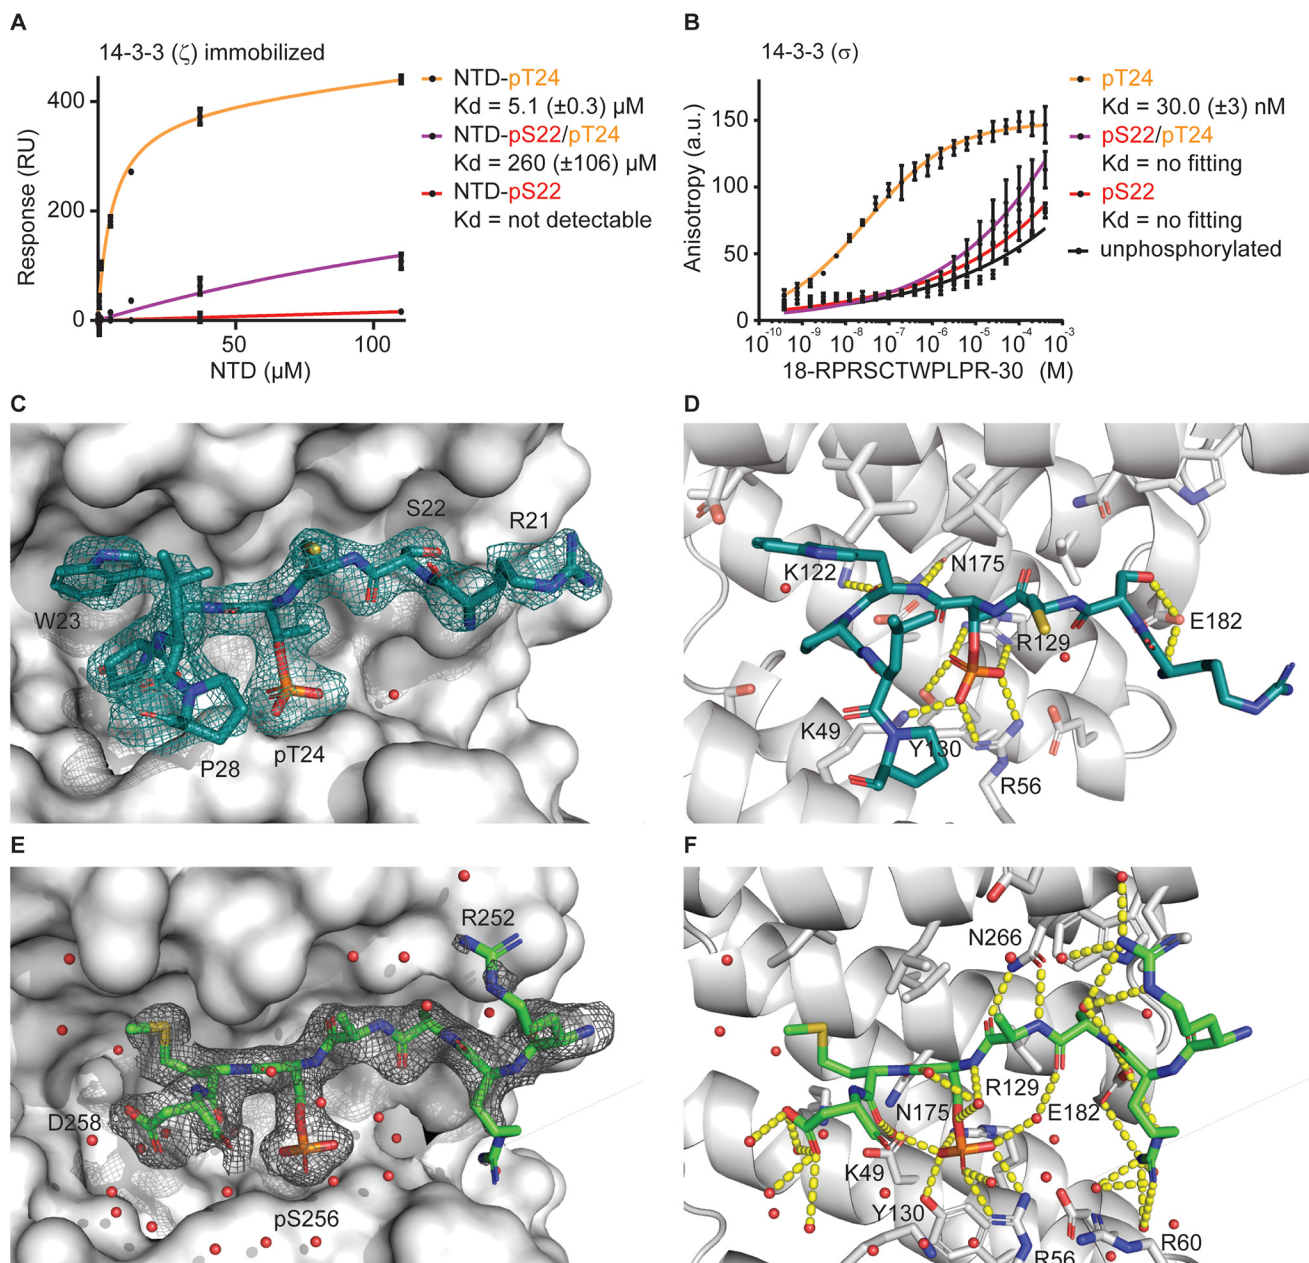 A
14-3-3 (ζ) immobilized
Response (RU)
400
200
0
50
100
NTD (µM)
NTD-pT24
Kd = 5.1 (±0.3) µM
NTD-pS22/pT24
Kd = 260 (±106) µM
NTD-pS22
Kd = not detectable
B
14-3-3 (σ)
Anisotropy (a.u.)
150
100
50
0
10⁻¹⁰ 10⁻⁹ 10⁻⁸ 10⁻⁷ 10⁻⁶ 10⁻⁵ 10⁻⁴ 10⁻³
18-RPRSCTWPLPR-30 (M)
pT24
Kd = 30.0 (±3) nM
pS22/pT24
Kd = no fitting
pS22
Kd = no fitting
unphosphorylated
C
S22
R21
W23
P28
pT24
D
K122
N175
R129
E182
K49
Y130
R56
E
R252
D258
pS256
F
N266
R129
N175
E182
K49
Y130
R56
R60